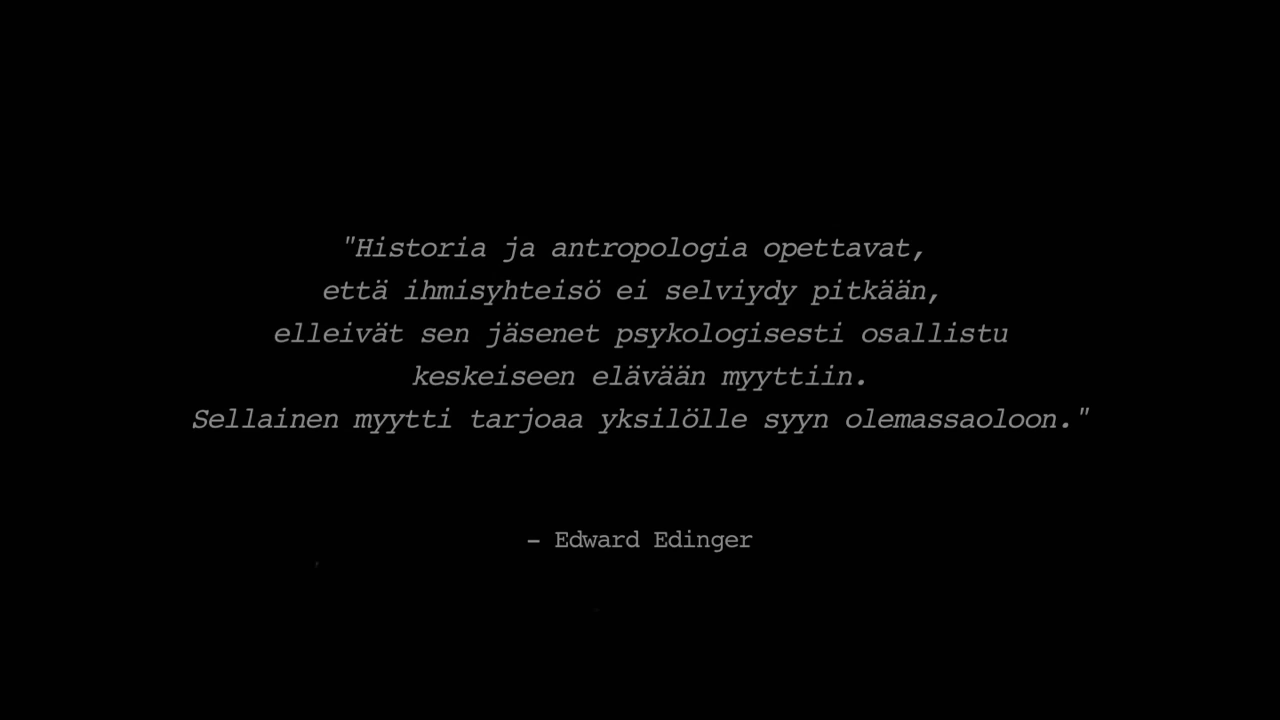 "Historia ja antropologia opettavat,
että ihmisyhteisö ei selviydy pitkään,
elleivät sen jäsenet psykologisesti osallistu
keskeiseen elävään myyttiin.
Sellainen myytti tarjoaa yksilölle syyn olemassaoloon."
– Edward Edinger